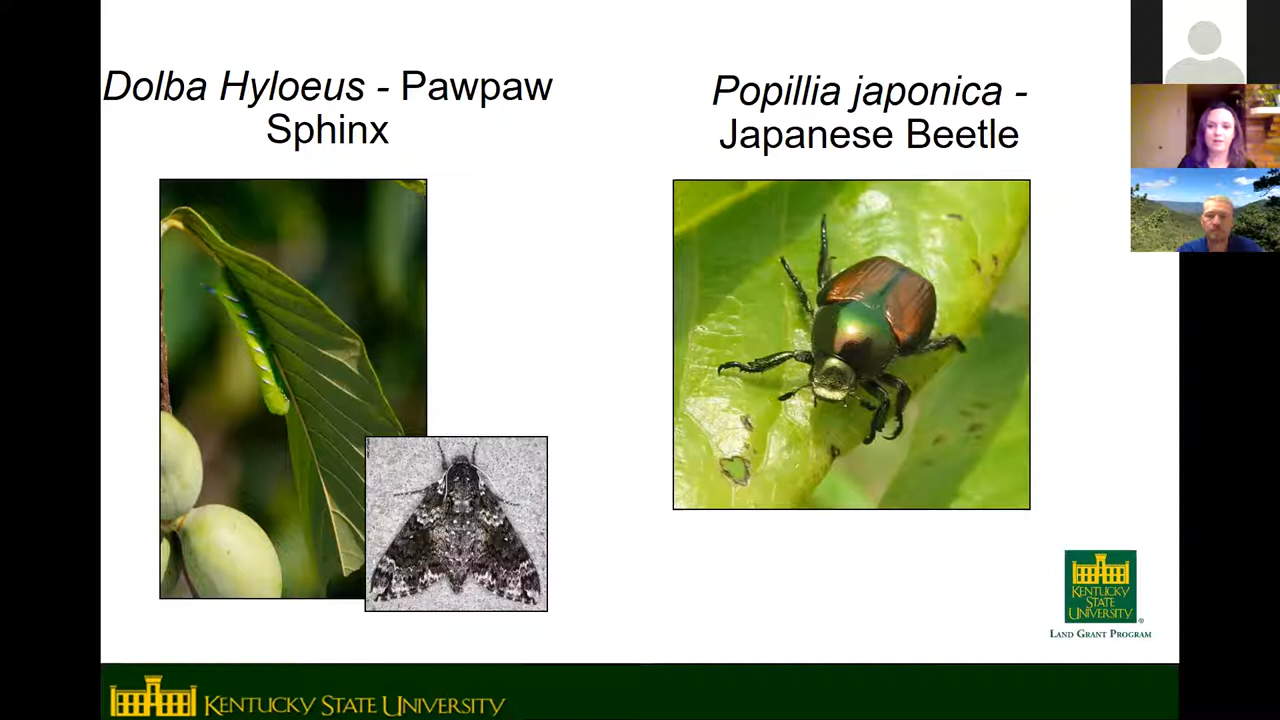 Dolba Hyloeus - Pawpaw
Sphinx
Popillia japonica -
Japanese Beetle
KENTUCKY
STATE
UNIVERSITY
®
LAND GRANT PROGRAM
KENTUCKY STATE UNIVERSITY